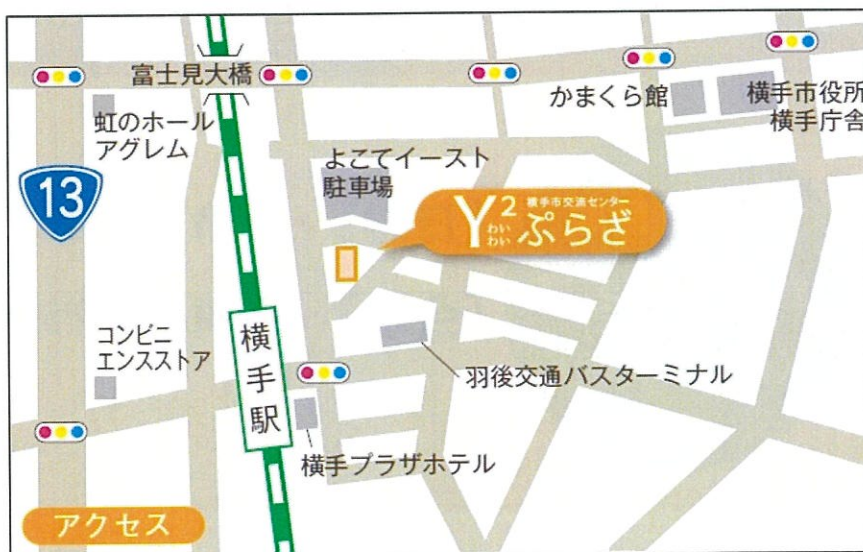 富士見大橋
虹のホール
アグレム
かまくら館
横手市役所
横手庁舎
13
よこてイースト
駐車場
横手市交流センター
Y2 わいわい ぷらざ
コンビニ
エンスストア
横手駅
羽後交通バスターミナル
横手プラザホテル
アクセス